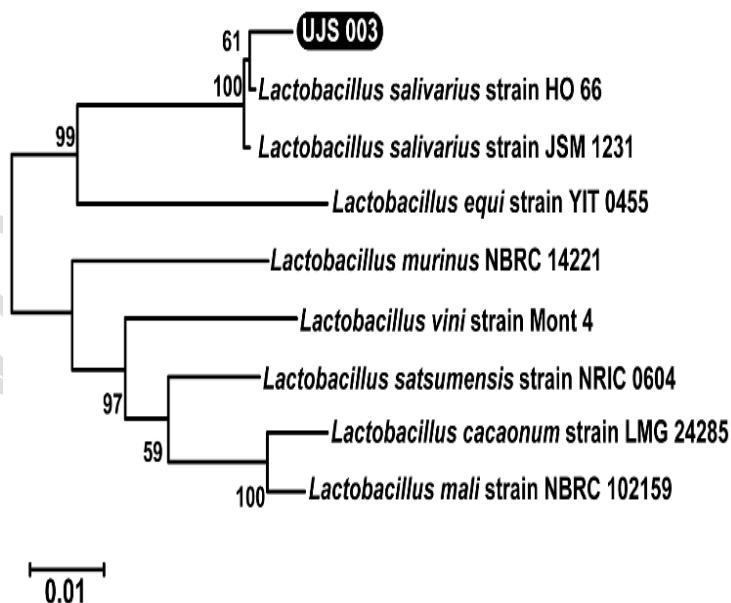 61
UJS 003
100
Lactobacillus salivarius strain HO 66
99
Lactobacillus salivarius strain JSM 1231
Lactobacillus equi strain YIT 0455
Lactobacillus murinus NBRC 14221
Lactobacillus vini strain Mont 4
Lactobacillus satsumensis strain NRIC 0604
97
Lactobacillus cacaonum strain LMG 24285
59
Lactobacillus mali strain NBRC 102159
100
0.01